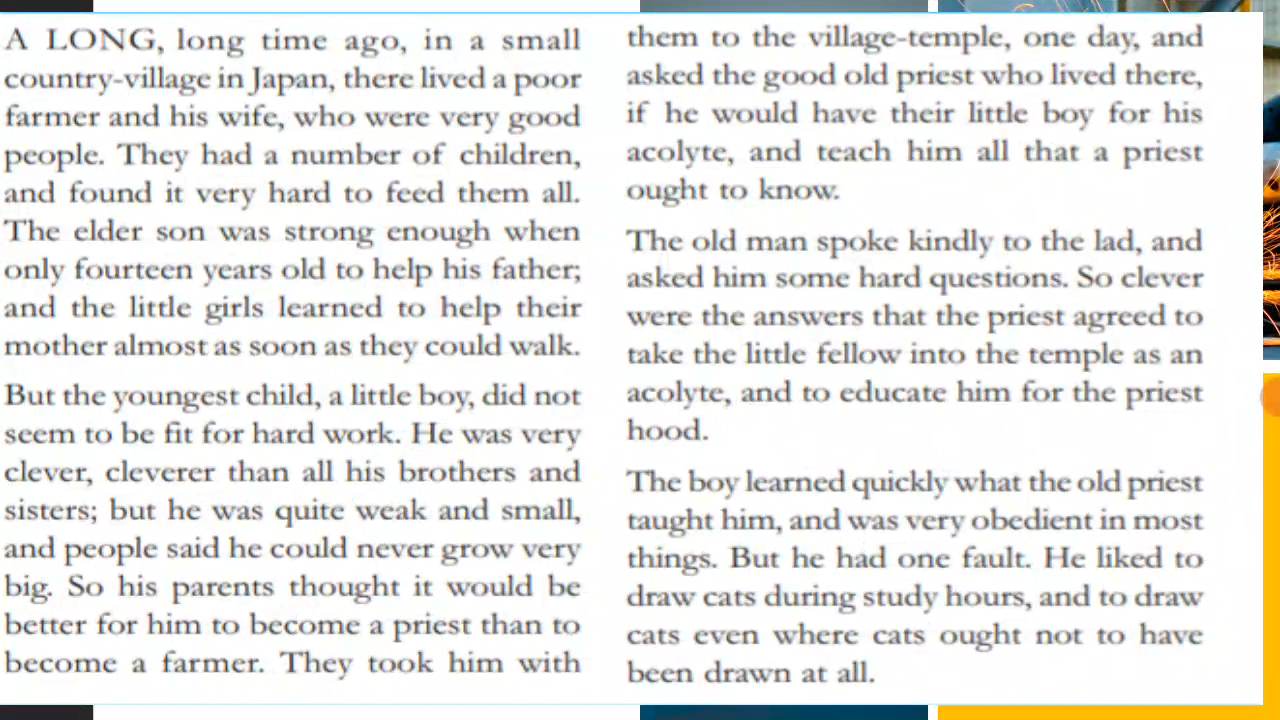 A LONG, long time ago, in a small
country-village in Japan, there lived a poor
farmer and his wife, who were very good
people. They had a number of children,
and found it very hard to feed them all.
The elder son was strong enough when
only fourteen years old to help his father;
and the little girls learned to help their
mother almost as soon as they could walk.
But the youngest child, a little boy, did not
seem to be fit for hard work. He was very
clever, cleverer than all his brothers and
sisters; but he was quite weak and small,
and people said he could never grow very
big. So his parents thought it would be
better for him to become a priest than to
become a farmer. They took him with
them to the village-temple, one day, and
asked the good old priest who lived there,
if he would have their little boy for his
acolyte, and teach him all that a priest
ought to know.
The old man spoke kindly to the lad, and
asked him some hard questions. So clever
were the answers that the priest agreed to
take the little fellow into the temple as an
acolyte, and to educate him for the priest
hood.
The boy learned quickly what the old priest
taught him, and was very obedient in most
things. But he had one fault. He liked to
draw cats during study hours, and to draw
cats even where cats ought not to have
been drawn at all.